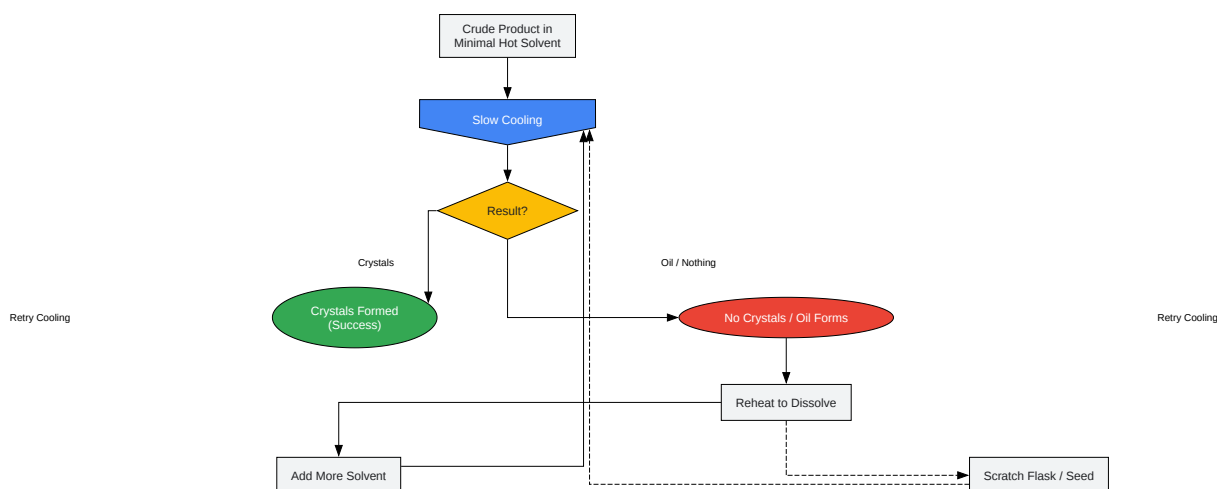 Crude Product in
Minimal Hot Solvent
Slow Cooling
Result?
Crystals
Oil / Nothing
Retry Cooling
Crystals Formed
(Success)
No Crystals / Oil Forms
Retry Cooling
Reheat to Dissolve
Add More Solvent
Scratch Flask / Seed